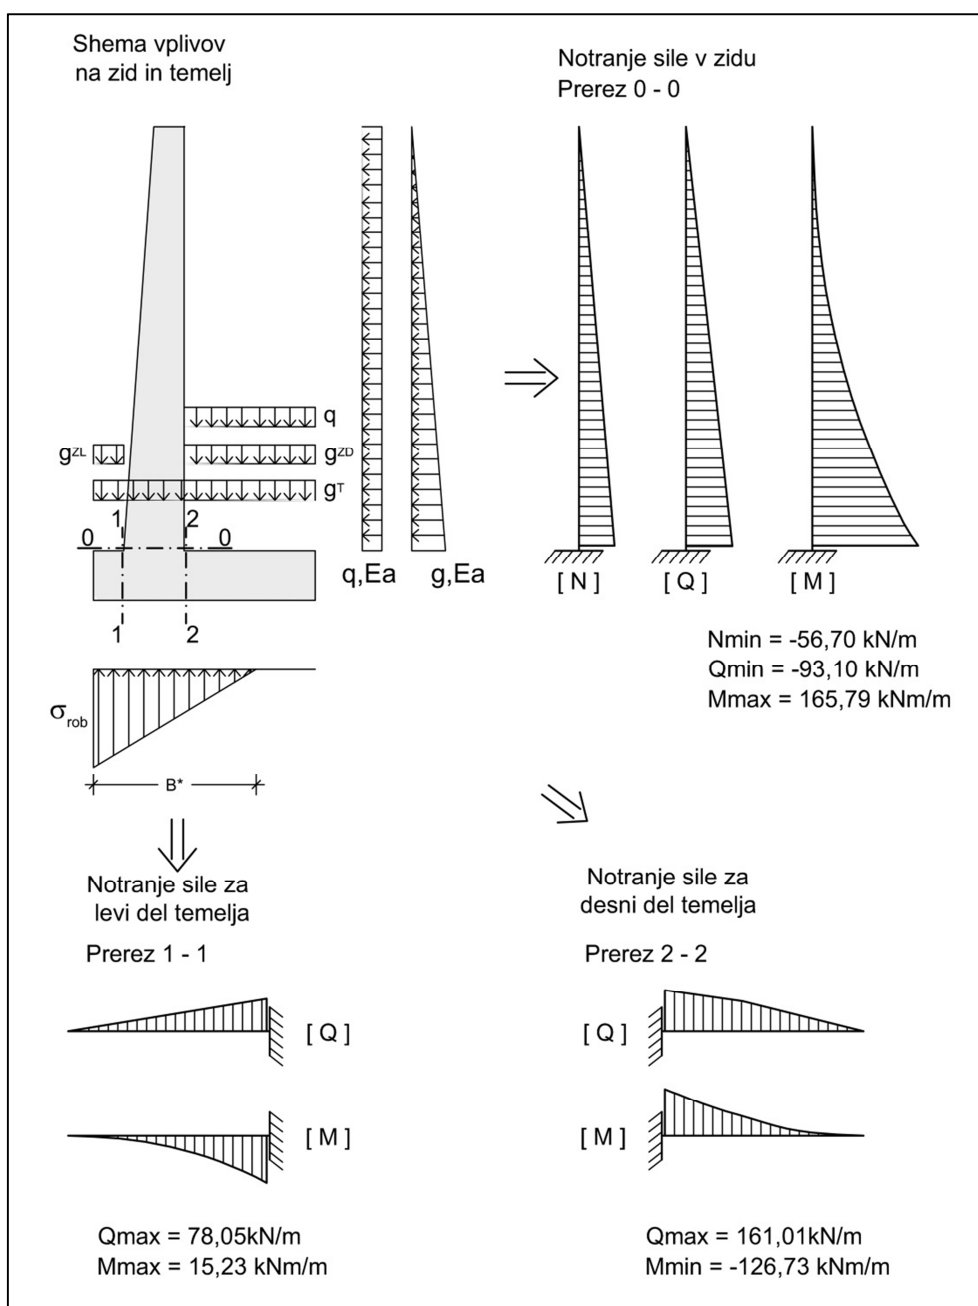 Shema vplivov
na zid in temelj
Notranje sile v zidu
Prerez 0 - 0
q
g^ZL
g^ZD
g^T
1
2
0
0
1
2
q,Ea
g,Ea
[ N ]
[ Q ]
[ M ]
Nmin = -56,70 kN/m
Qmin = -93,10 kN/m
Mmax = 165,79 kNm/m
σrob
B*
Notranje sile za
levi del temelja
Prerez 1 - 1
[ Q ]
[ M ]
Qmax = 78,05kN/m
Mmax = 15,23 kNm/m
Notranje sile za
desni del temelja
Prerez 2 - 2
[ Q ]
[ M ]
Qmax = 161,01kN/m
Mmin = -126,73 kN/m